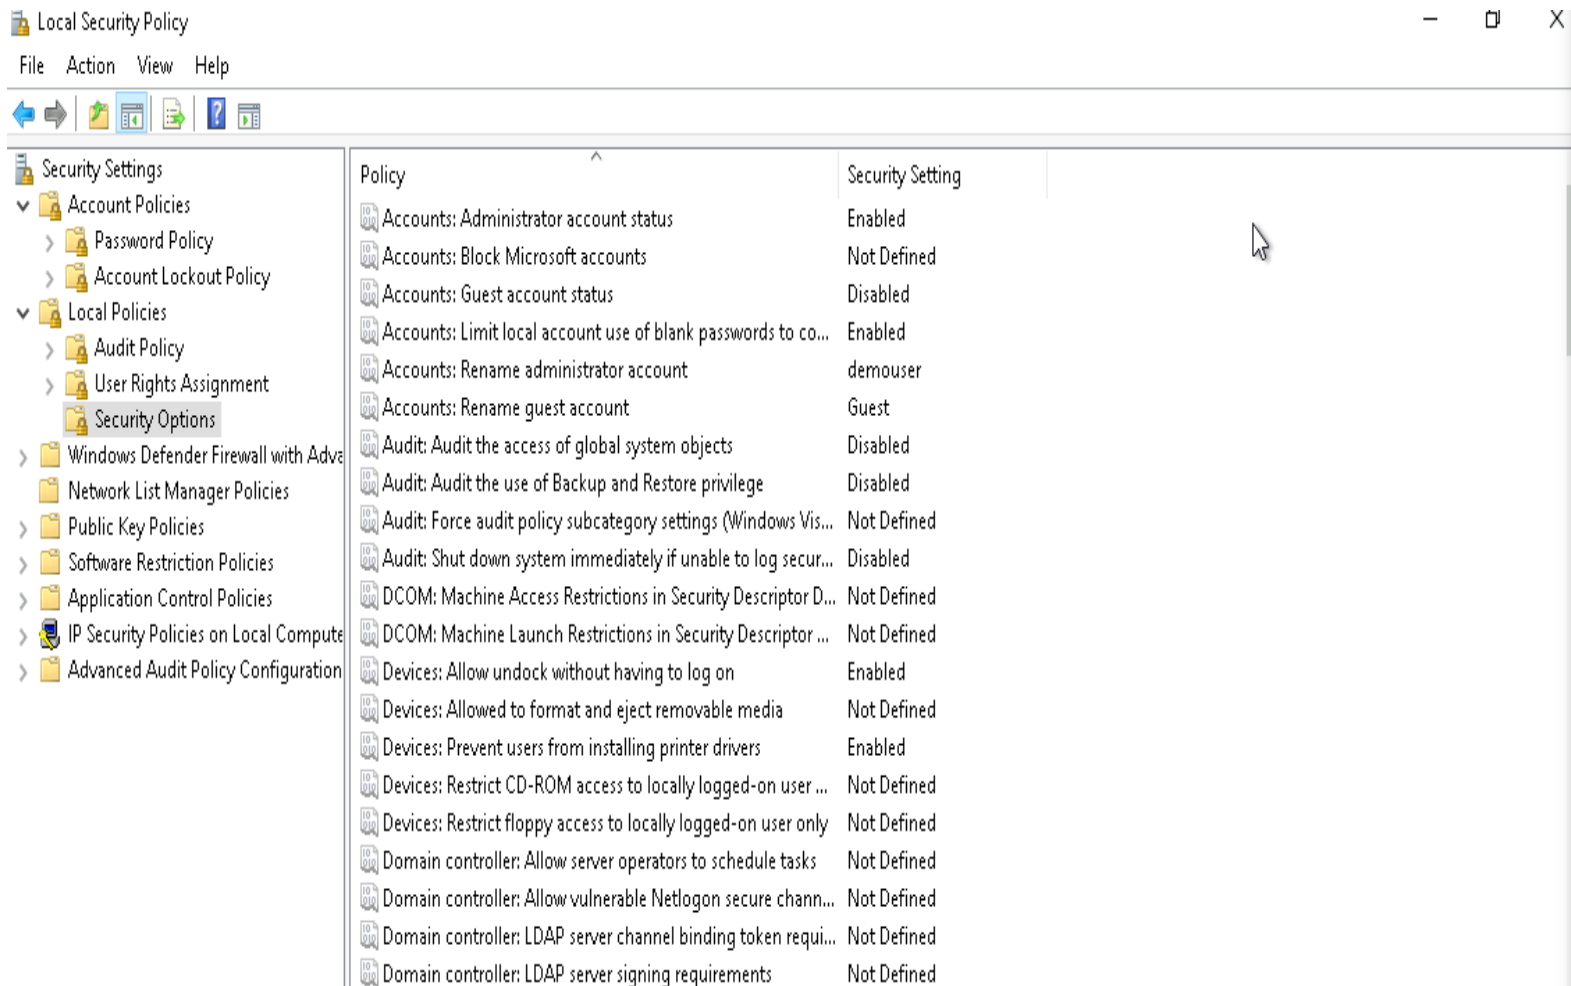 Local Security Policy
File Action View Help
Security Settings
Account Policies
Password Policy
Account Lockout Policy
Local Policies
Audit Policy
User Rights Assignment
Security Options
Windows Defender Firewall with Adva
Network List Manager Policies
Public Key Policies
Software Restriction Policies
Application Control Policies
IP Security Policies on Local Compute
Advanced Audit Policy Configuration
Policy Security Setting
Accounts: Administrator account status Enabled
Accounts: Block Microsoft accounts Not Defined
Accounts: Guest account status Disabled
Accounts: Limit local account use of blank passwords to co... Enabled
Accounts: Rename administrator account demouser
Accounts: Rename guest account Guest
Audit: Audit the access of global system objects Disabled
Audit: Audit the use of Backup and Restore privilege Disabled
Audit: Force audit policy subcategory settings (Windows Vis... Not Defined
Audit: Shut down system immediately if unable to log secur... Disabled
DCOM: Machine Access Restrictions in Security Descriptor D... Not Defined
DCOM: Machine Launch Restrictions in Security Descriptor ... Not Defined
Devices: Allow undock without having to log on Enabled
Devices: Allowed to format and eject removable media Not Defined
Devices: Prevent users from installing printer drivers Enabled
Devices: Restrict CD-ROM access to locally logged-on user ... Not Defined
Devices: Restrict floppy access to locally logged-on user only Not Defined
Domain controller: Allow server operators to schedule tasks Not Defined
Domain controller: Allow vulnerable Netlogon secure chann... Not Defined
Domain controller: LDAP server channel binding token requi... Not Defined
Domain controller: LDAP server signing requirements Not Defined